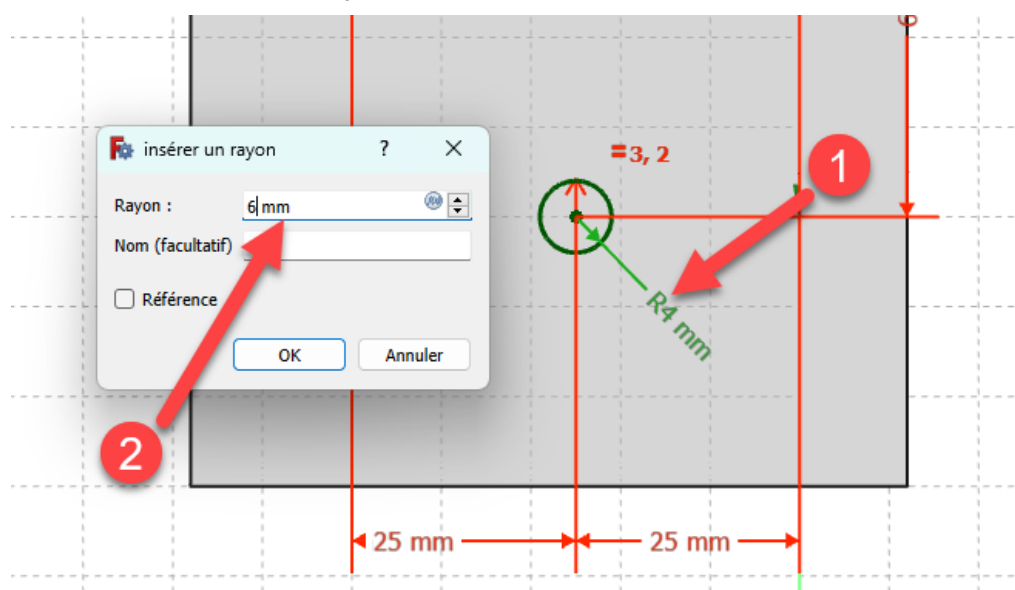 insérer un rayon ? ×
Rayon : 6 mm
Nom (facultatif)
Référence
OK Annuler
=3, 2
1
R4 mm
2
25 mm 25 mm